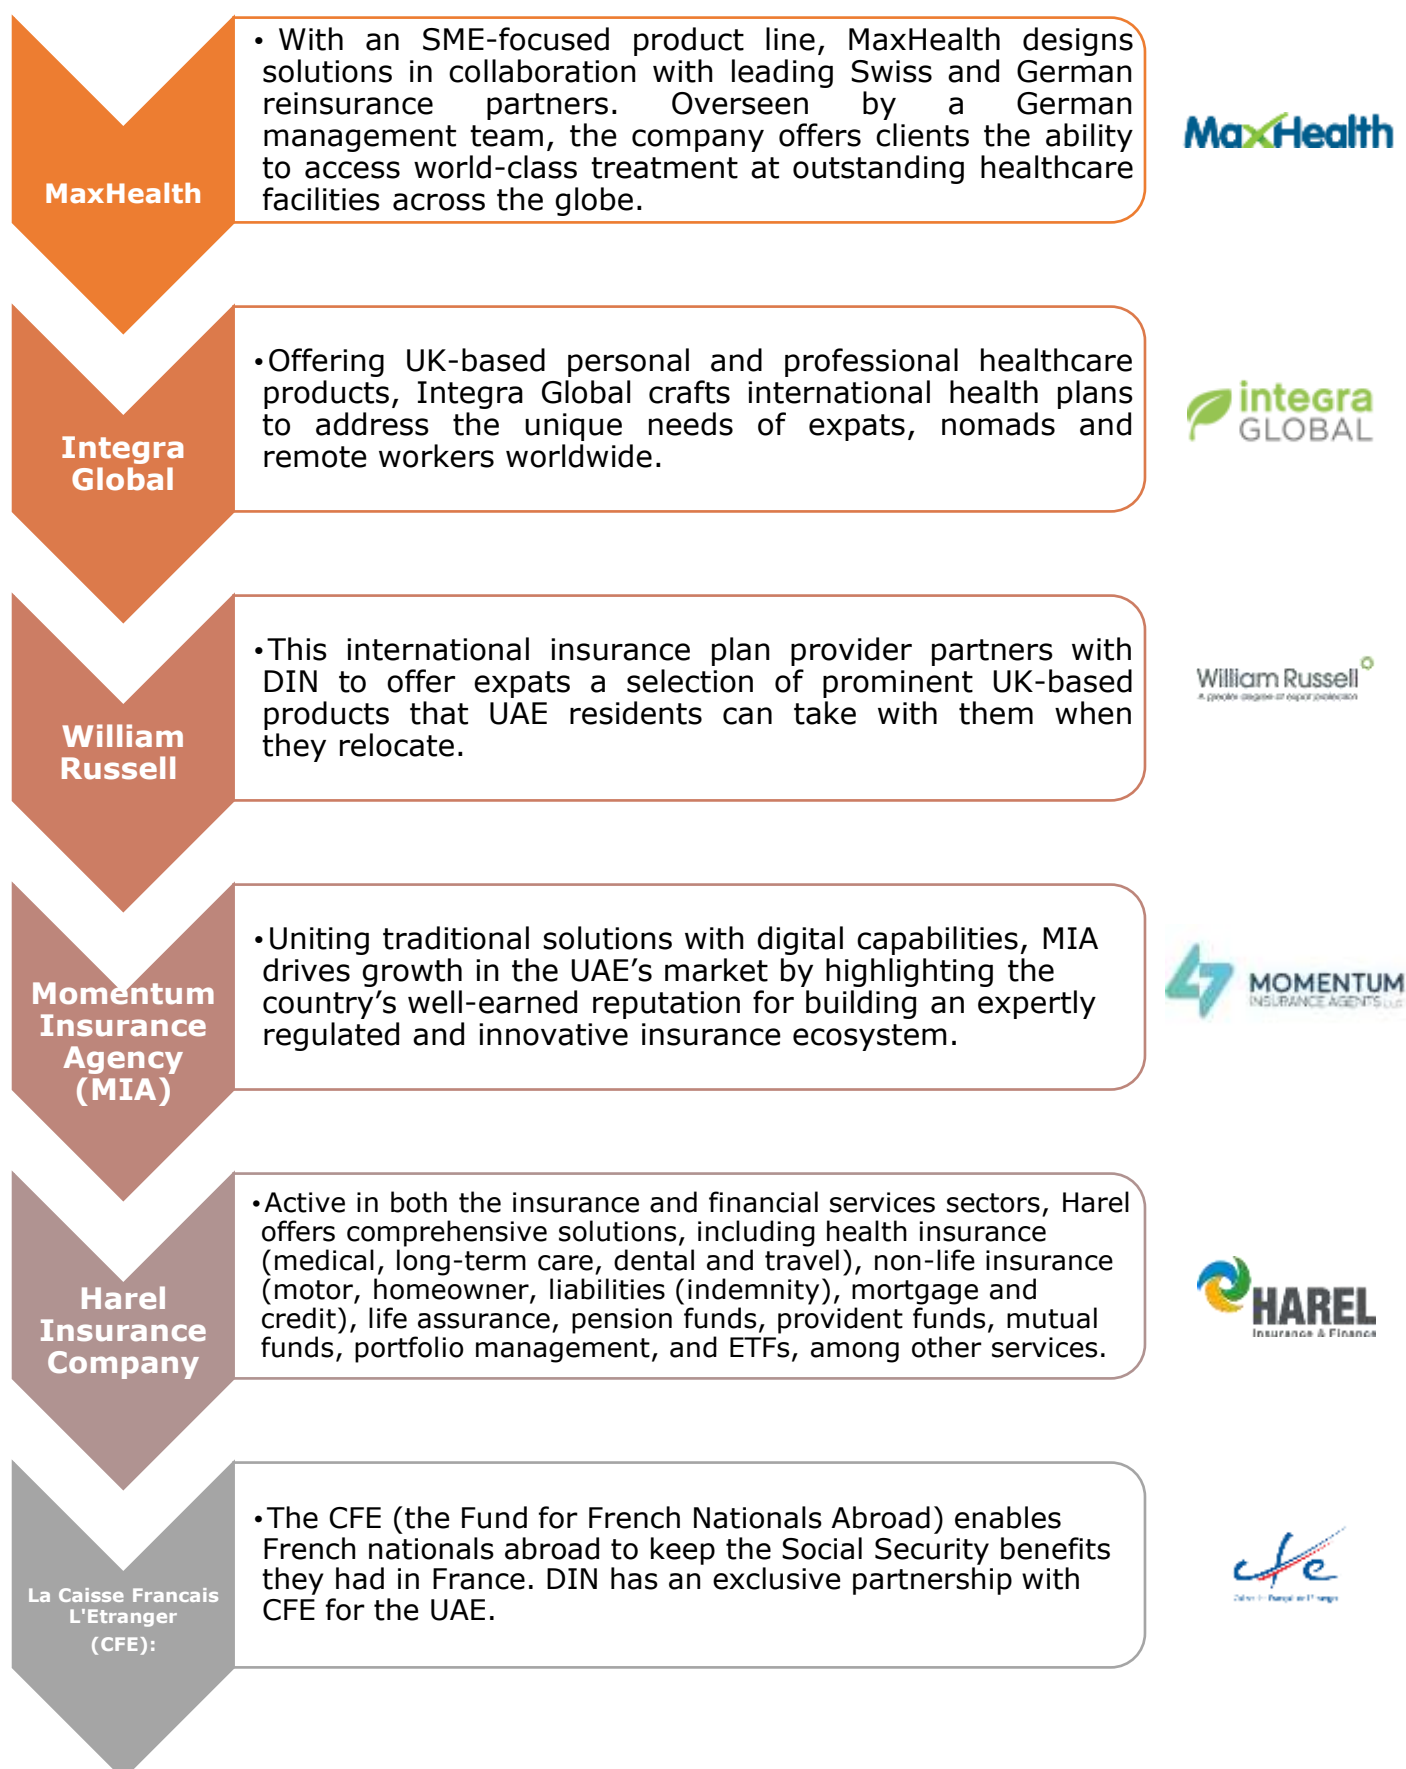 MaxHealth
• With an SME-focused product line, MaxHealth designs
solutions in collaboration with leading Swiss and German
reinsurance partners. Overseen by a German
management team, the company offers clients the ability
to access world-class treatment at outstanding healthcare
facilities across the globe.
MaxHealth
Integra
Global
•Offering UK-based personal and professional healthcare
products, Integra Global crafts international health plans
to address the unique needs of expats, nomads and
remote workers worldwide.
integra
GLOBAL
William
Russell
•This international insurance plan provider partners with
DIN to offer expats a selection of prominent UK-based
products that UAE residents can take with them when
they relocate.
William Russell
A greater degree of expat protection
Momentum
Insurance
Agency
(MIA)
•Uniting traditional solutions with digital capabilities, MIA
drives growth in the UAE’s market by highlighting the
country’s well-earned reputation for building an expertly
regulated and innovative insurance ecosystem.
MOMENTUM
INSURANCE AGENTS LLC
Harel
Insurance
Company
•Active in both the insurance and financial services sectors, Harel
offers comprehensive solutions, including health insurance
(medical, long-term care, dental and travel), non-life insurance
(motor, homeowner, liabilities (indemnity), mortgage and
credit), life assurance, pension funds, provident funds, mutual
funds, portfolio management, and ETFs, among other services.
HAREL
Insurance & Finance
La Caisse Francais
L'Etranger
(CFE):
•The CFE (the Fund for French Nationals Abroad) enables
French nationals abroad to keep the Social Security benefits
they had in France. DIN has an exclusive partnership with
CFE for the UAE.
cfe